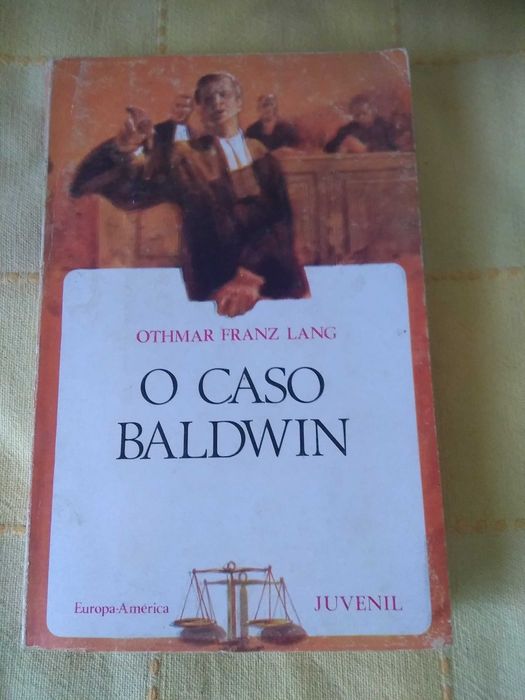 OTHMAR FRANZ LANG
O CASO
BALDWIN
Europa-América
JUVENIL